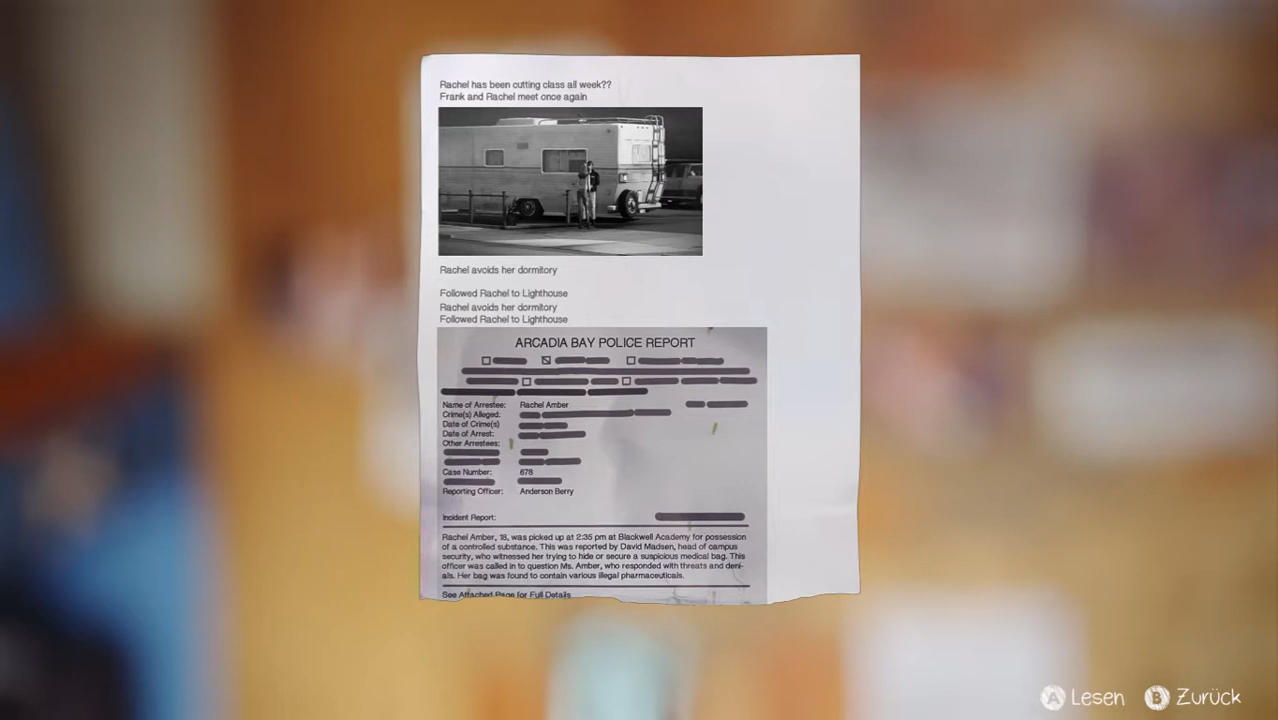 Rachel has been cutting class all week??
Frank and Rachel meet once again
Rachel avoids her dormitory
Followed Rachel to Lighthouse
Rachel avoids her dormitory
Followed Rachel to Lighthouse
ARCADIA BAY POLICE REPORT
Name of Arrestee: Rachel Amber
Crime(s) Alleged:
Date of Crime(s)
Date of Arrest:
Other Arrestees:
Case Number: 678
Reporting Officer: Anderson Berry
Incident Report:
Rachel Amber, 18, was picked up at 2:35 pm at Blackwell Academy for possession
of a controlled substance. This was reported by David Madsen, head of campus
security, who witnessed her trying to hide or secure a suspicious medical bag. This
officer was called in to question Ms. Amber, who responded with threats and deni-
als. Her bag was found to contain various illegal pharmaceuticals.
See Attached Page for Full Details
A Lesen B Zurück